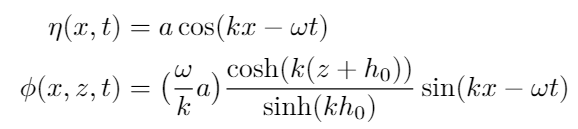 η(x, t) = a cos(kx − ωt)
ϕ(x, z, t) = (ω/k a) cosh(k(z + h₀))/sinh(kh₀) sin(kx − ωt)